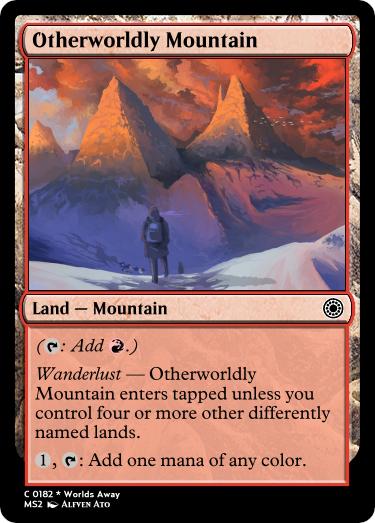 Otherworldly Mountain
Land — Mountain
(T: Add R.)
Wanderlust — Otherworldly
Mountain enters tapped unless you
control four or more other differently
named lands.
1, T: Add one mana of any color.
C 0182 * Worlds Away
MS2 Alfven Ato